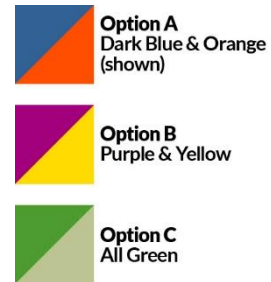 Option A
Dark Blue & Orange
(shown)
Option B
Purple & Yellow
Option C
All Green